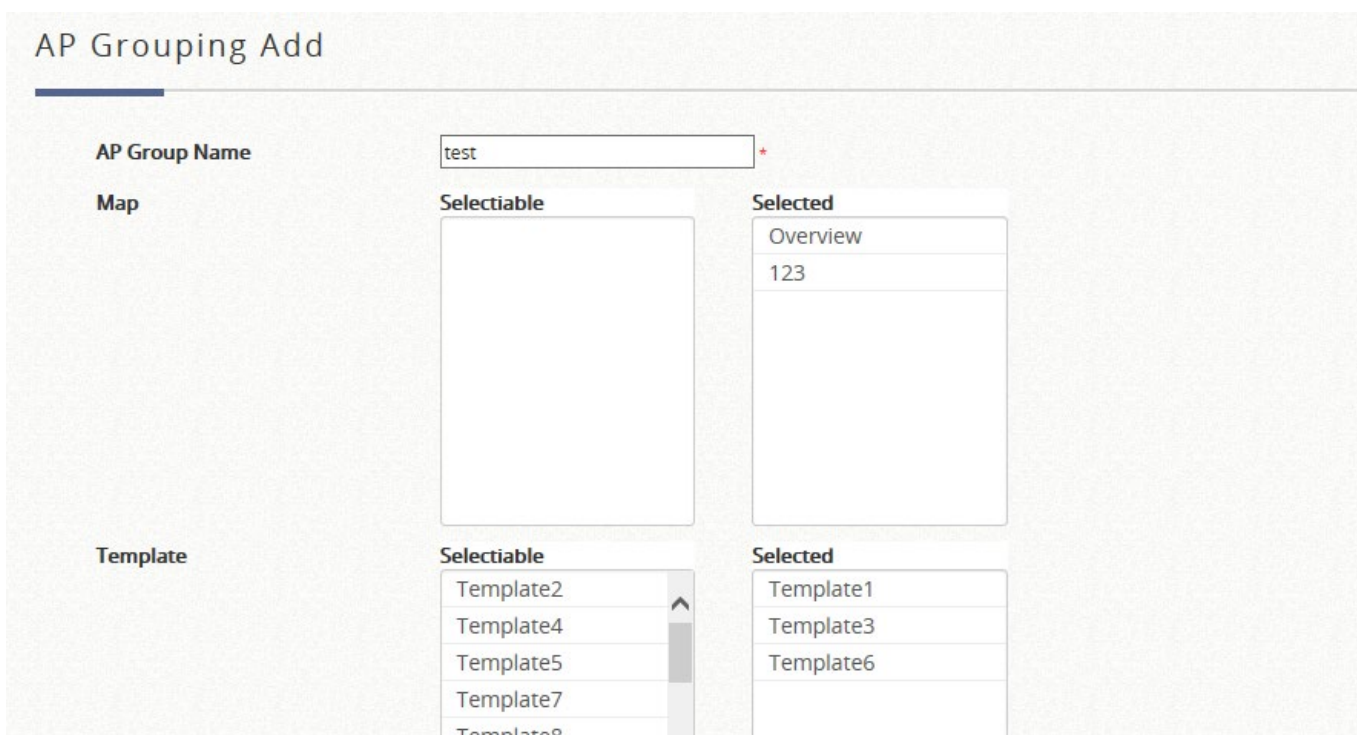 AP Grouping Add
AP Group Name test *
Map Selectiable Selected
Overview
123
Template Selectiable Selected
Template2 Template1
Template4 Template3
Template5 Template6
Template7
Template8